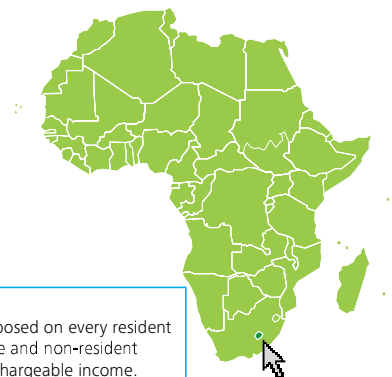 posed on every resident
e and non-resident
hargeable income.